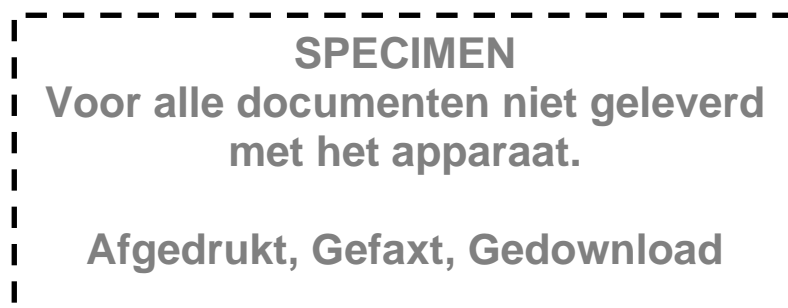 SPECIMEN
Voor alle documenten niet geleverd
met het apparaat.
Afgedrukt, Gefaxt, Gedownload